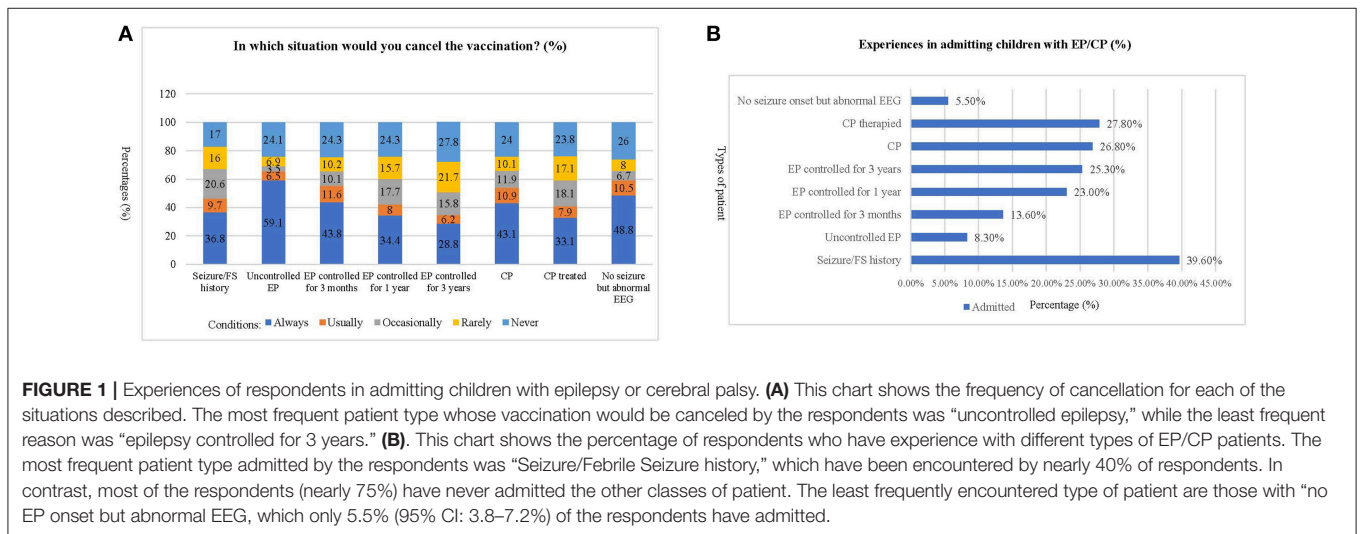 A
In which situation would you cancel the vaccination? (%)
Percentages (%)
120
100
80
60
40
20
0
17
16
20.6
9.7
36.8
24.1
6.9
3.5
6.5
59.1
24.3
10.2
10.1
11.6
43.8
24.3
15.7
17.7
8
34.4
27.8
21.7
15.8
6.2
28.8
24
10.1
11.9
10.9
43.1
23.8
17.1
18.1
7.9
33.1
26
8
6.7
10.5
48.8
Seizure/FS history
Uncontrolled EP
EP controlled for 3 months
EP controlled for 1 year
EP controlled for 3 years
CP
CP treated
No seizure but abnormal EEG
Conditions: Always Usually Occasionally Rarely Never
B
Experiences in admitting children with EP/CP (%)
Types of patient
No seizure onset but abnormal EEG 5.50%
CP therapied 27.80%
CP 26.80%
EP controlled for 3 years 25.30%
EP controlled for 1 year 23.00%
EP controlled for 3 months 13.60%
Uncontrolled EP 8.30%
Seizure/FS history 39.60%
0.00% 5.00% 10.00% 15.00% 20.00% 25.00% 30.00% 35.00% 40.00% 45.00%
Admitted Percentage (%)
FIGURE 1 | Experiences of respondents in admitting children with epilepsy or cerebral palsy. (A) This chart shows the frequency of cancellation for each of the
situations described. The most frequent patient type whose vaccination would be canceled by the respondents was “uncontrolled epilepsy,” while the least frequent
reason was “epilepsy controlled for 3 years.” (B). This chart shows the percentage of respondents who have experience with different types of EP/CP patients. The
most frequent patient type admitted by the respondents was “Seizure/Febrile Seizure history,” which have been encountered by nearly 40% of respondents. In
contrast, most of the respondents (nearly 75%) have never admitted the other classes of patient. The least frequently encountered type of patient are those with “no
EP onset but abnormal EEG, which only 5.5% (95% CI: 3.8–7.2%) of the respondents have admitted.